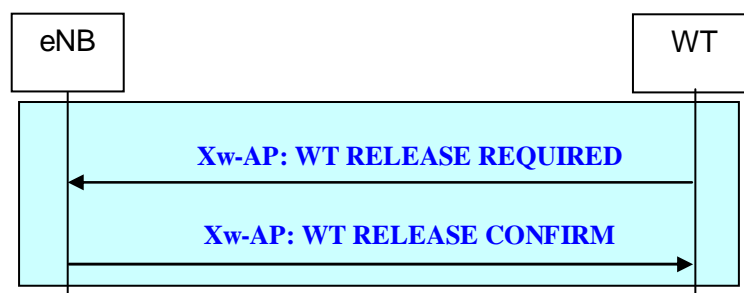 eNB
WT
Xw-AP: WT RELEASE REQUIRED
Xw-AP: WT RELEASE CONFIRM